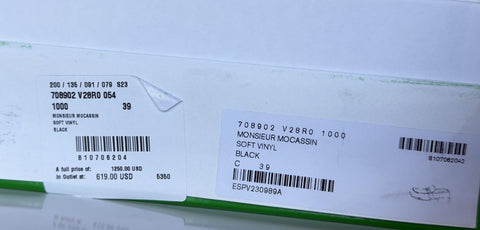 200 / 135 / 091 / 079 S23
708902 V28R0 054
1000 39
MONSIEUR MOCASSIN
SOFT VINYL
BLACK
810708204
A full price of: 1250.00 USD
In Outlet at: 619.00 USD 5350
708902 V28R0 1000
MONSIEUR MOCASSIN
SOFT VINYL
BLACK
C 39
ESPV230989A
8107082042